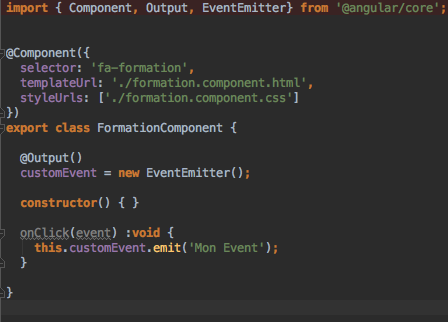 import { Component, Output, EventEmitter} from '@angular/core';
@Component({
selector: 'fa-formation',
templateUrl: './formation.component.html',
styleUrls: ['./formation.component.css']
})
export class FormationComponent {
@Output()
customEvent = new EventEmitter();
constructor() { }
onClick(event) :void {
this.customEvent.emit('Mon Event');
}
}